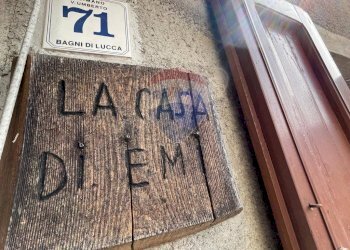 V. UMBERTO
71
BAGNI DI LUCCA
LA CASA
DI EMI